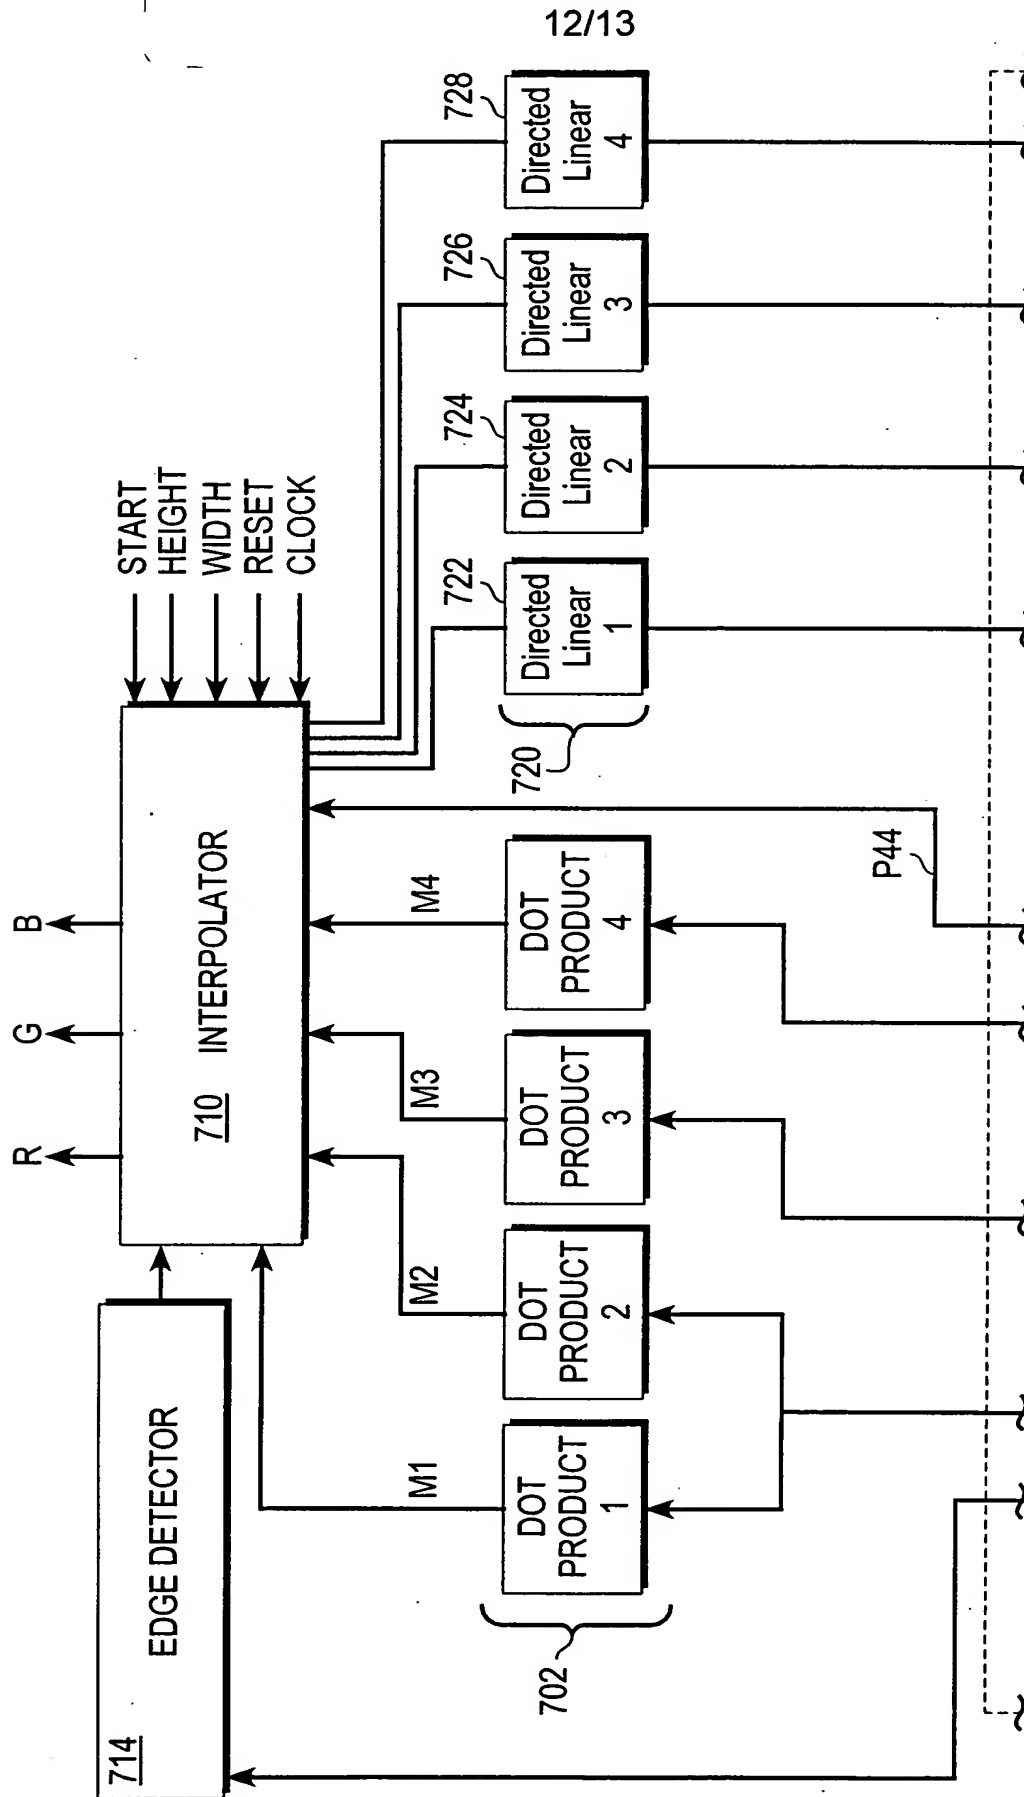 12/13
START
HEIGHT
WIDTH
RESET
CLOCK
R
G
B
710 INTERPOLATOR
714
EDGE DETECTOR
M1
M2
M3
M4
P44
702
DOT
PRODUCT
1
DOT
PRODUCT
2
DOT
PRODUCT
3
DOT
PRODUCT
4
720
722
Directed
Linear
1
724
Directed
Linear
2
726
Directed
Linear
3
728
Directed
Linear
4